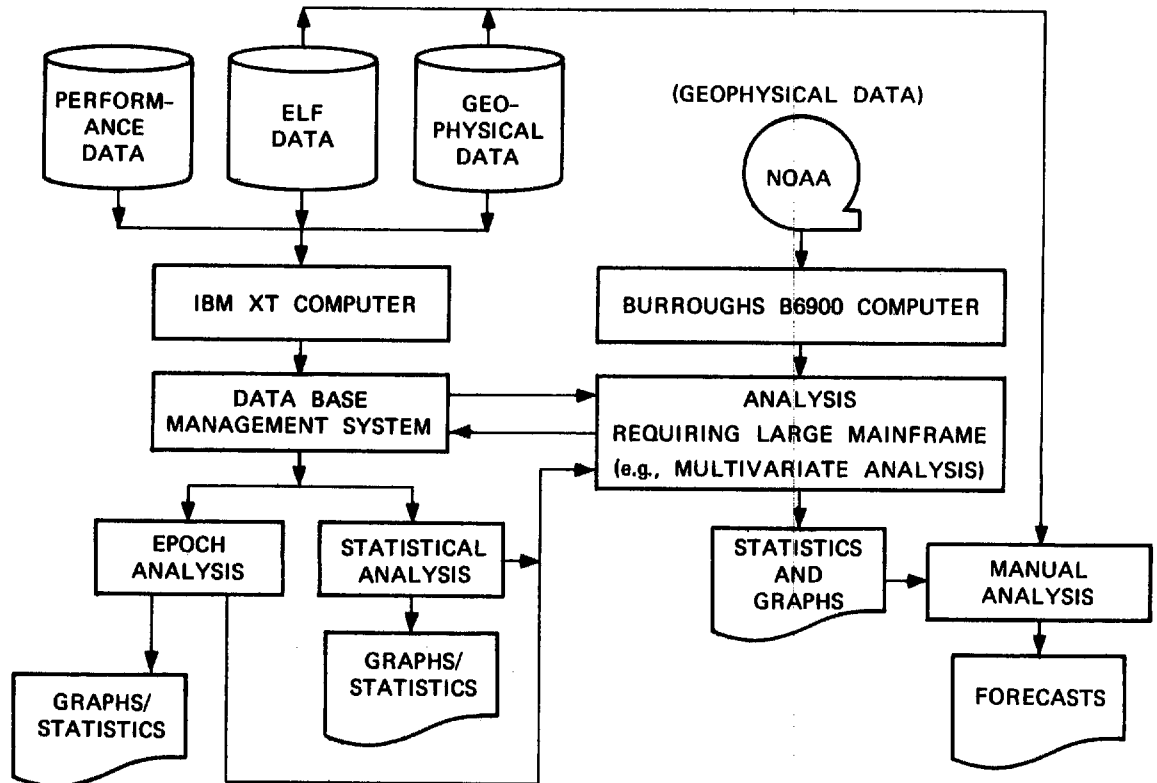 PERFORM-
ANCE
DATA
ELF
DATA
GEO-
PHYSICAL
DATA
(GEOPHYSICAL DATA)
NOAA
IBM XT COMPUTER
BURROUGHS B6900 COMPUTER
DATA BASE
MANAGEMENT SYSTEM
ANALYSIS
REQUIRING LARGE MAINFRAME
(e.g., MULTIVARIATE ANALYSIS)
EPOCH
ANALYSIS
STATISTICAL
ANALYSIS
STATISTICS
AND
GRAPHS
MANUAL
ANALYSIS
GRAPHS/
STATISTICS
GRAPHS/
STATISTICS
FORECASTS